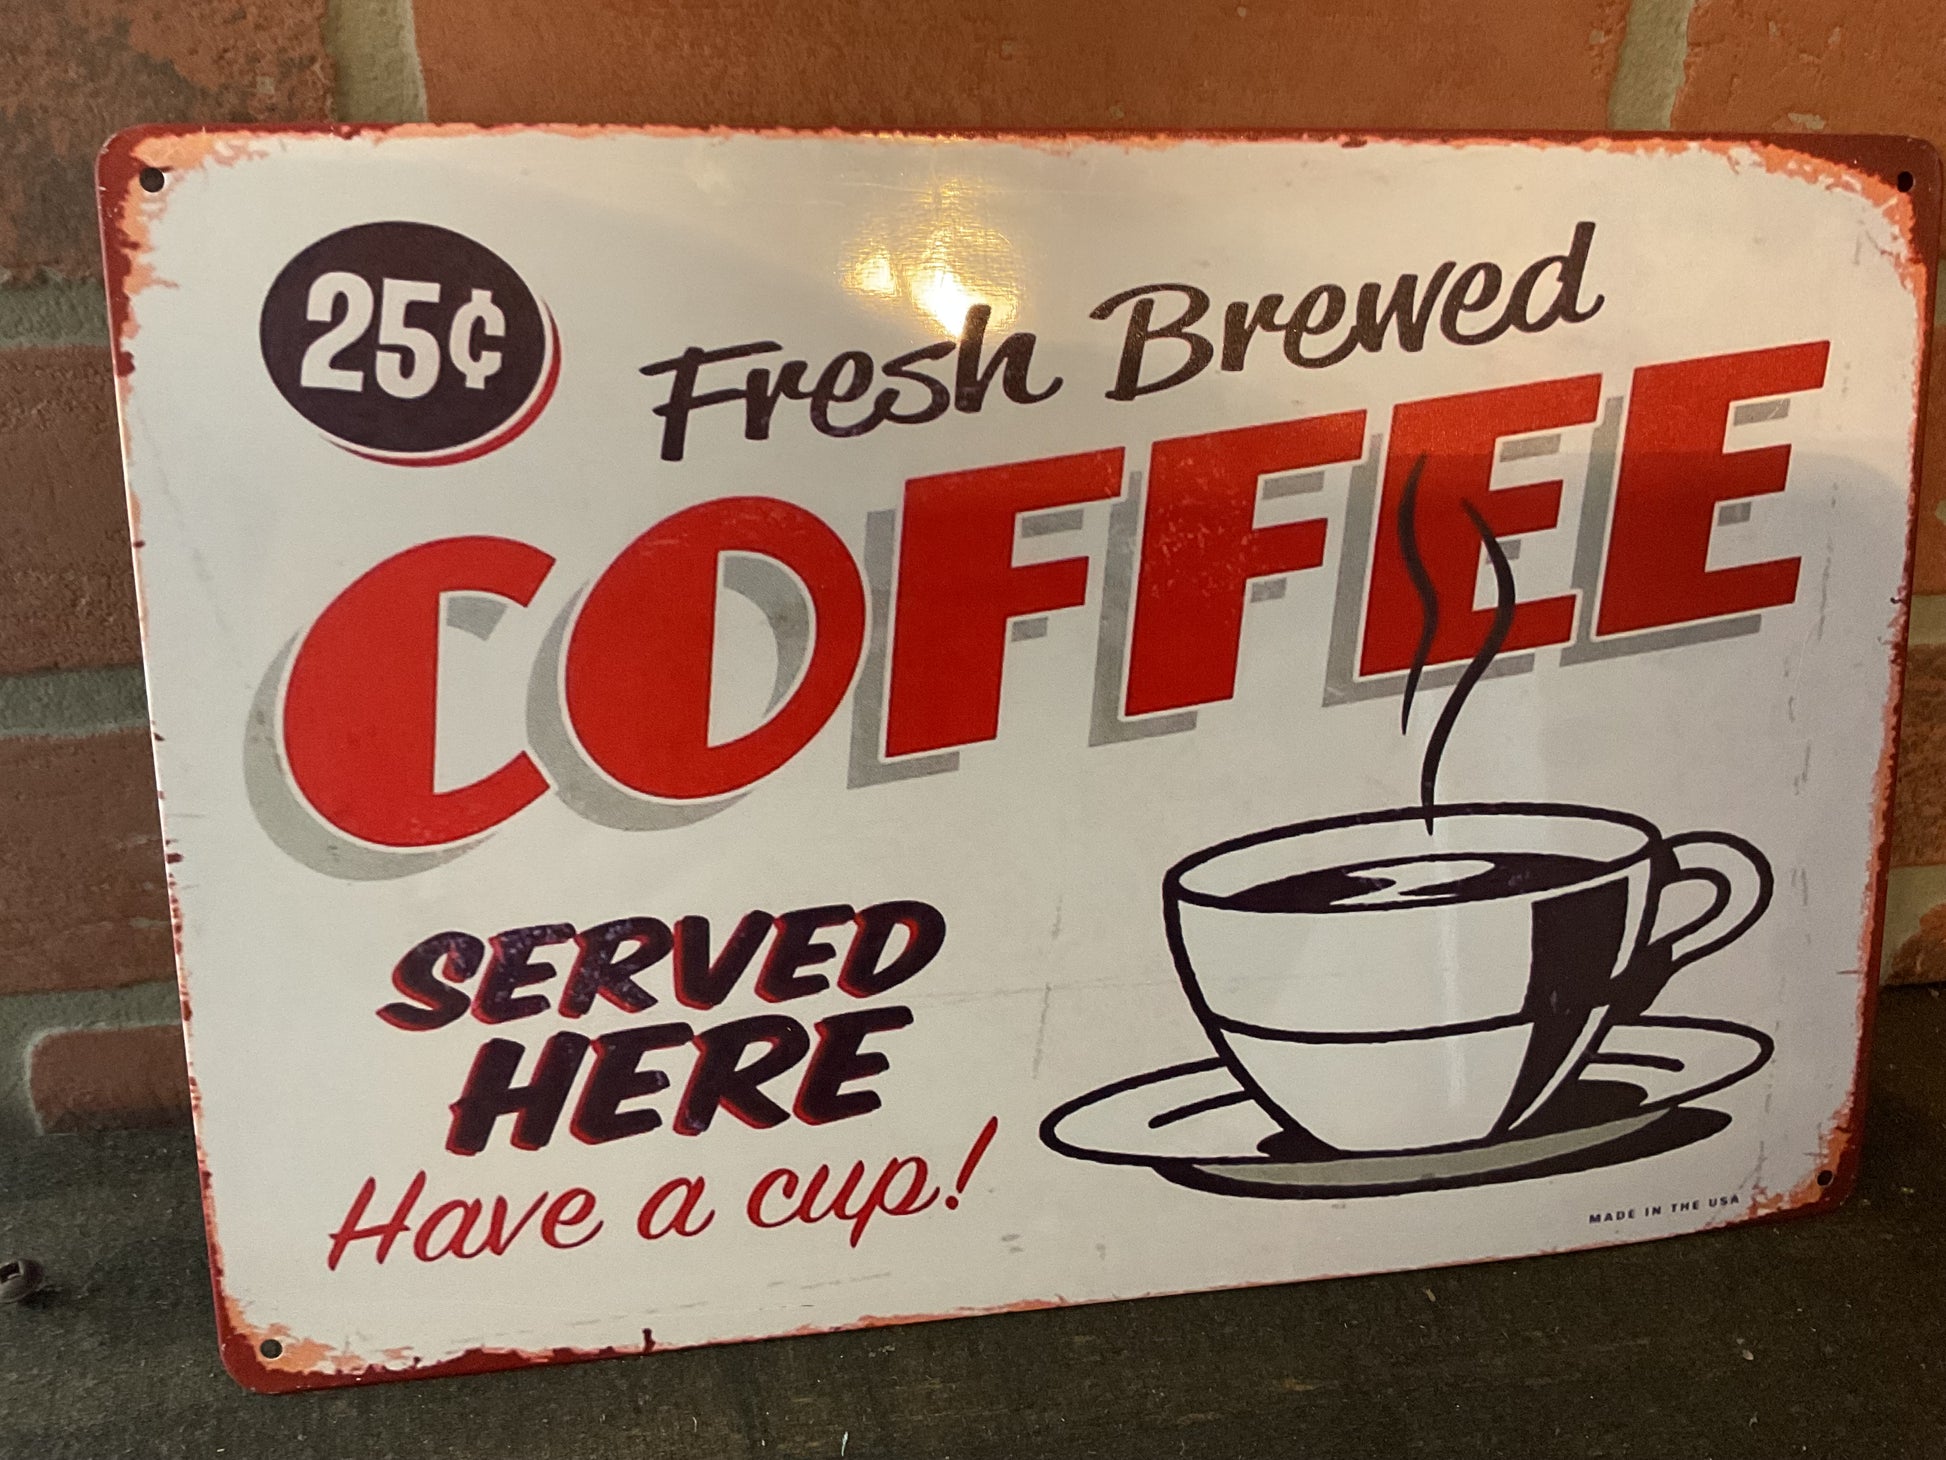 25¢
Fresh Brewed
COFFEE
SERVED
HERE
Have a cup!
MADE IN THE USA